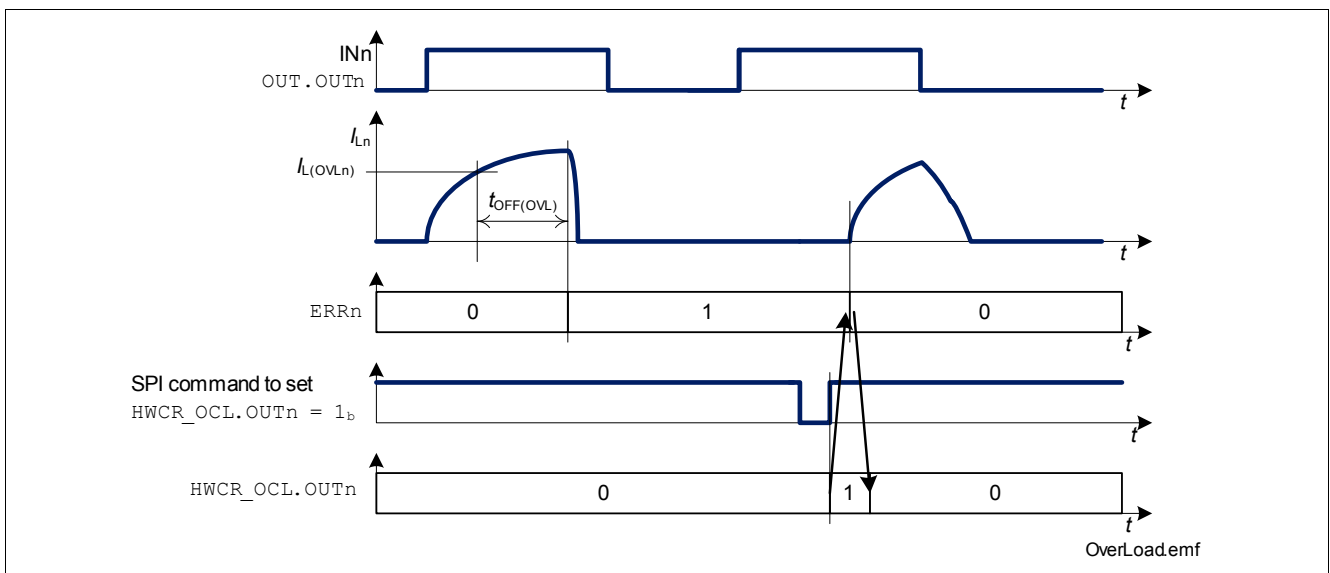 INn
OUT.OUTn
t
ILn
IL(OVLn)
tOFF(OVL)
t
ERRn
0 1 0
t
SPI command to set
HWCR_OCL.OUTn = 1b
t
HWCR_OCL.OUTn
0 1 0
t
OverLoad.emf